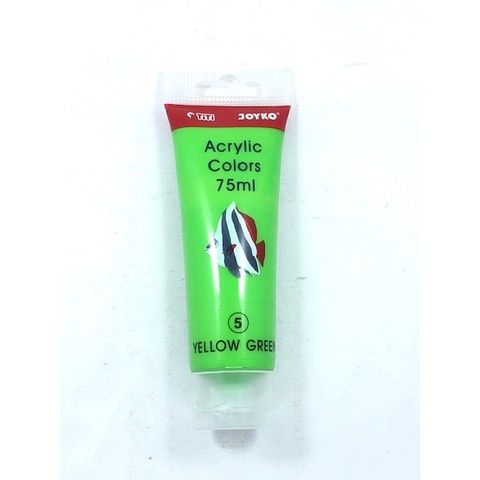 TiTi JOYKO
Acrylic
Colors
75ml
5
YELLOW GREEN